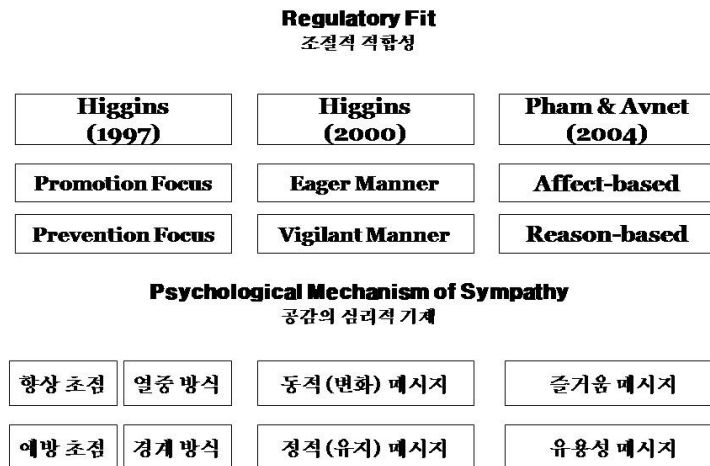 Regulatory Fit
조절적 적합성
Higgins
(1997)
Higgins
(2000)
Pham & Avnet
(2004)
Promotion Focus
Eager Manner
Affect-based
Prevention Focus
Vigilant Manner
Reason-based
Psychological Mechanism of Sympathy
공감의 심리적 기제
향상 초점
열중 방식
동적(변화) 메시지
즐거움 메시지
예방 초점
경계 방식
정적(유지) 메시지
유용성 메시지